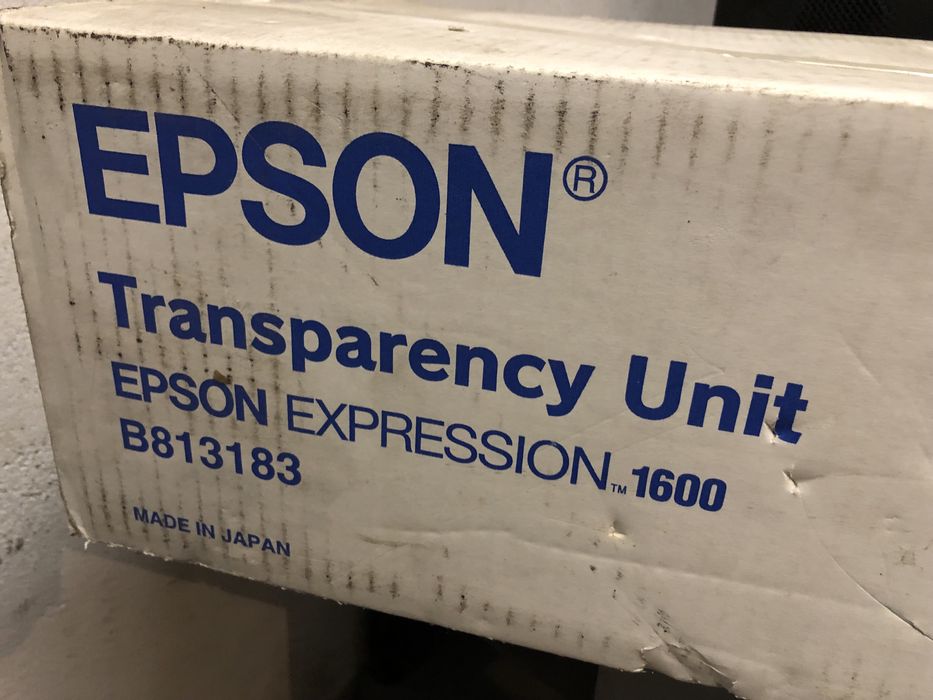 EPSON®
Transparency Unit
EPSON EXPRESSION™ 1600
B813183
MADE IN JAPAN